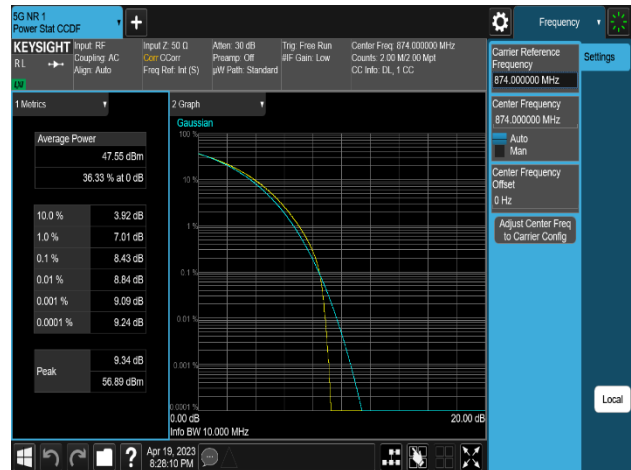 5G NR 1
Power Stat CCDF
Frequency
KEYSIGHT
RL
LXI
Input: RF
Coupling: AC
Align: Auto
Input Z: 50 Ω
Corr CCorr
Freq Ref: Int (S)
Atten: 30 dB
Preamp: Off
µW Path: Standard
Trig: Free Run
#IF Gain: Low
Center Freq: 874.000000 MHz
Counts: 2.00 M/2.00 Mpt
CC Info: DL, 1 CC
Carrier Reference
Frequency
874.000000 MHz
Settings
1 Metrics
2 Graph
Center Frequency
874.000000 MHz
Auto
Man
Center Frequency
Offset
0 Hz
Adjust Center Freq
to Carrier Config
Local
Average Power
47.55 dBm
36.33 % at 0 dB
10.0 % 3.92 dB
1.0 % 7.01 dB
0.1 % 8.43 dB
0.01 % 8.84 dB
0.001 % 9.09 dB
0.0001 % 9.24 dB
Peak
9.34 dB
56.89 dBm
Gaussian
100 %
10 %
1 %
0.1 %
0.01 %
0.001 %
0.0001 %
0.00 dB
20.00 dB
Info BW 10.000 MHz
?
Apr 19, 2023
8:28:10 PM